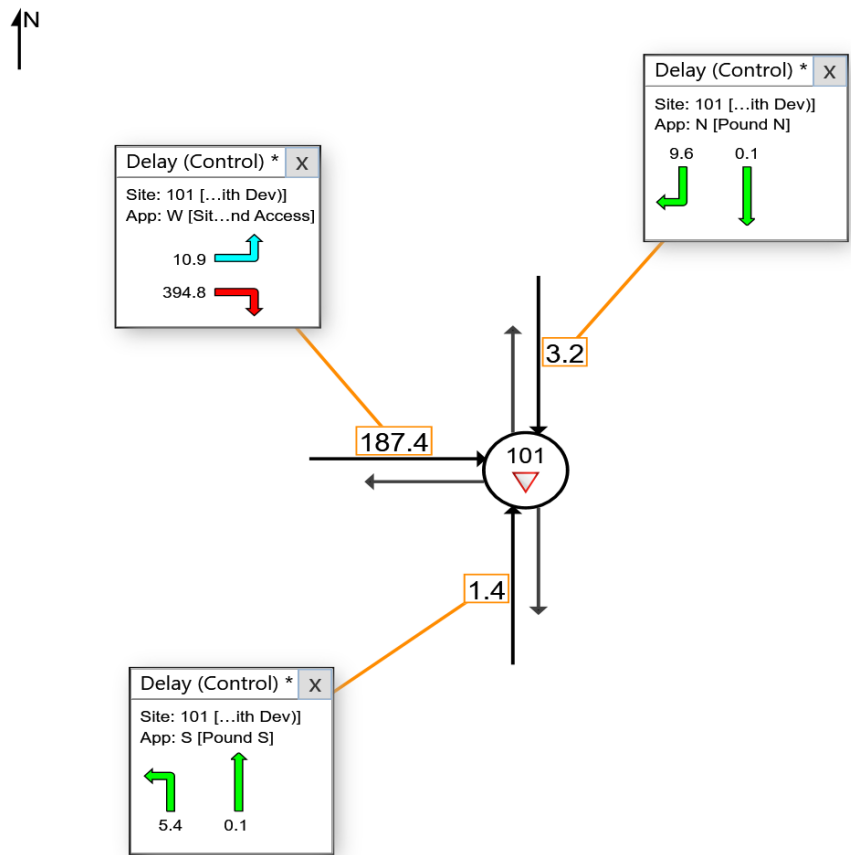 N
Delay (Control) * X
Site: 101 [...ith Dev)]
App: N [Pound N]
9.6 0.1
Delay (Control) * X
Site: 101 [...ith Dev)]
App: W [Sit...nd Access]
10.9
394.8
3.2
187.4
101
1.4
Delay (Control) * X
Site: 101 [...ith Dev)]
App: S [Pound S]
5.4 0.1